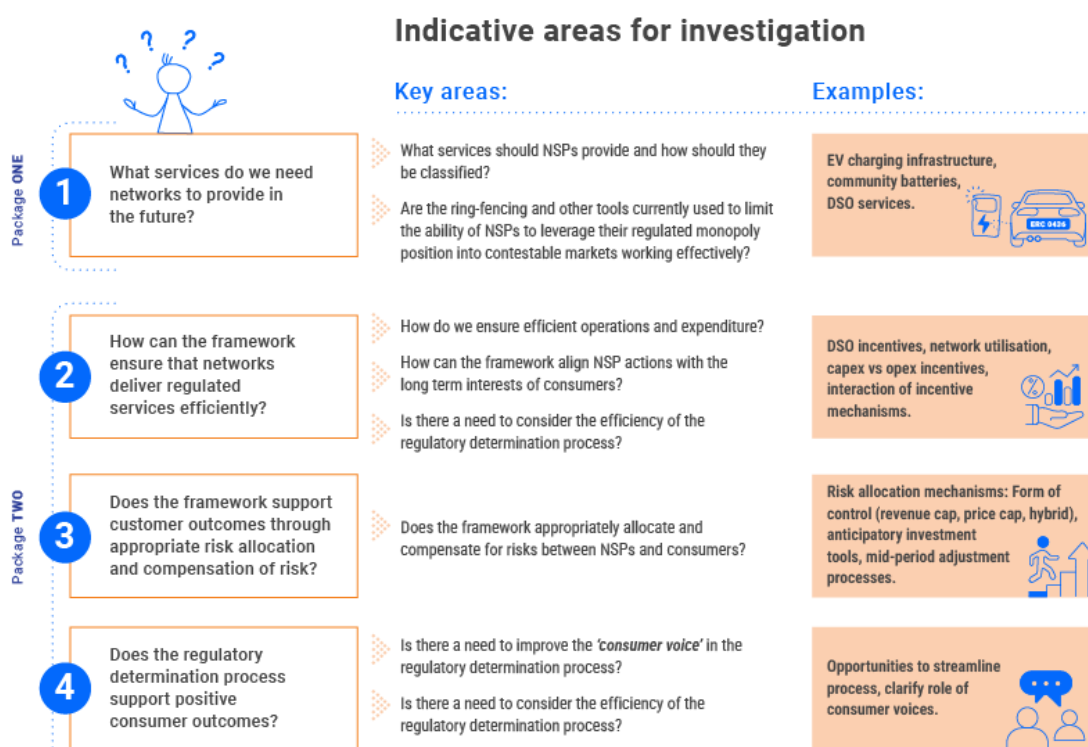 Indicative areas for investigation
? ? ? ?
Key areas:
Examples:
Package ONE
1
What services do we need
networks to provide in
the future?
What services should NSPs provide and how should they
be classified?
Are the ring-fencing and other tools currently used to limit
the ability of NSPs to leverage their regulated monopoly
position into contestable markets working effectively?
EV charging infrastructure,
community batteries,
DSO services.
ERC 0426
Package TWO
2
How can the framework
ensure that networks
deliver regulated
services efficiently?
How do we ensure efficient operations and expenditure?
How can the framework align NSP actions with the
long term interests of consumers?
Is there a need to consider the efficiency of the
regulatory determination process?
DSO incentives, network utilisation,
capex vs opex incentives,
interaction of incentive
mechanisms.
%
3
Does the framework support
customer outcomes through
appropriate risk allocation
and compensation of risk?
Does the framework appropriately allocate and
compensate for risks between NSPs and consumers?
Risk allocation mechanisms: Form of
control (revenue cap, price cap, hybrid),
anticipatory investment
tools, mid-period adjustment
processes.
4
Does the regulatory
determination process
support positive
consumer outcomes?
Is there a need to improve the 'consumer voice' in the
regulatory determination process?
Is there a need to consider the efficiency of the
regulatory determination process?
Opportunities to streamline
process, clarify role of
consumer voices.